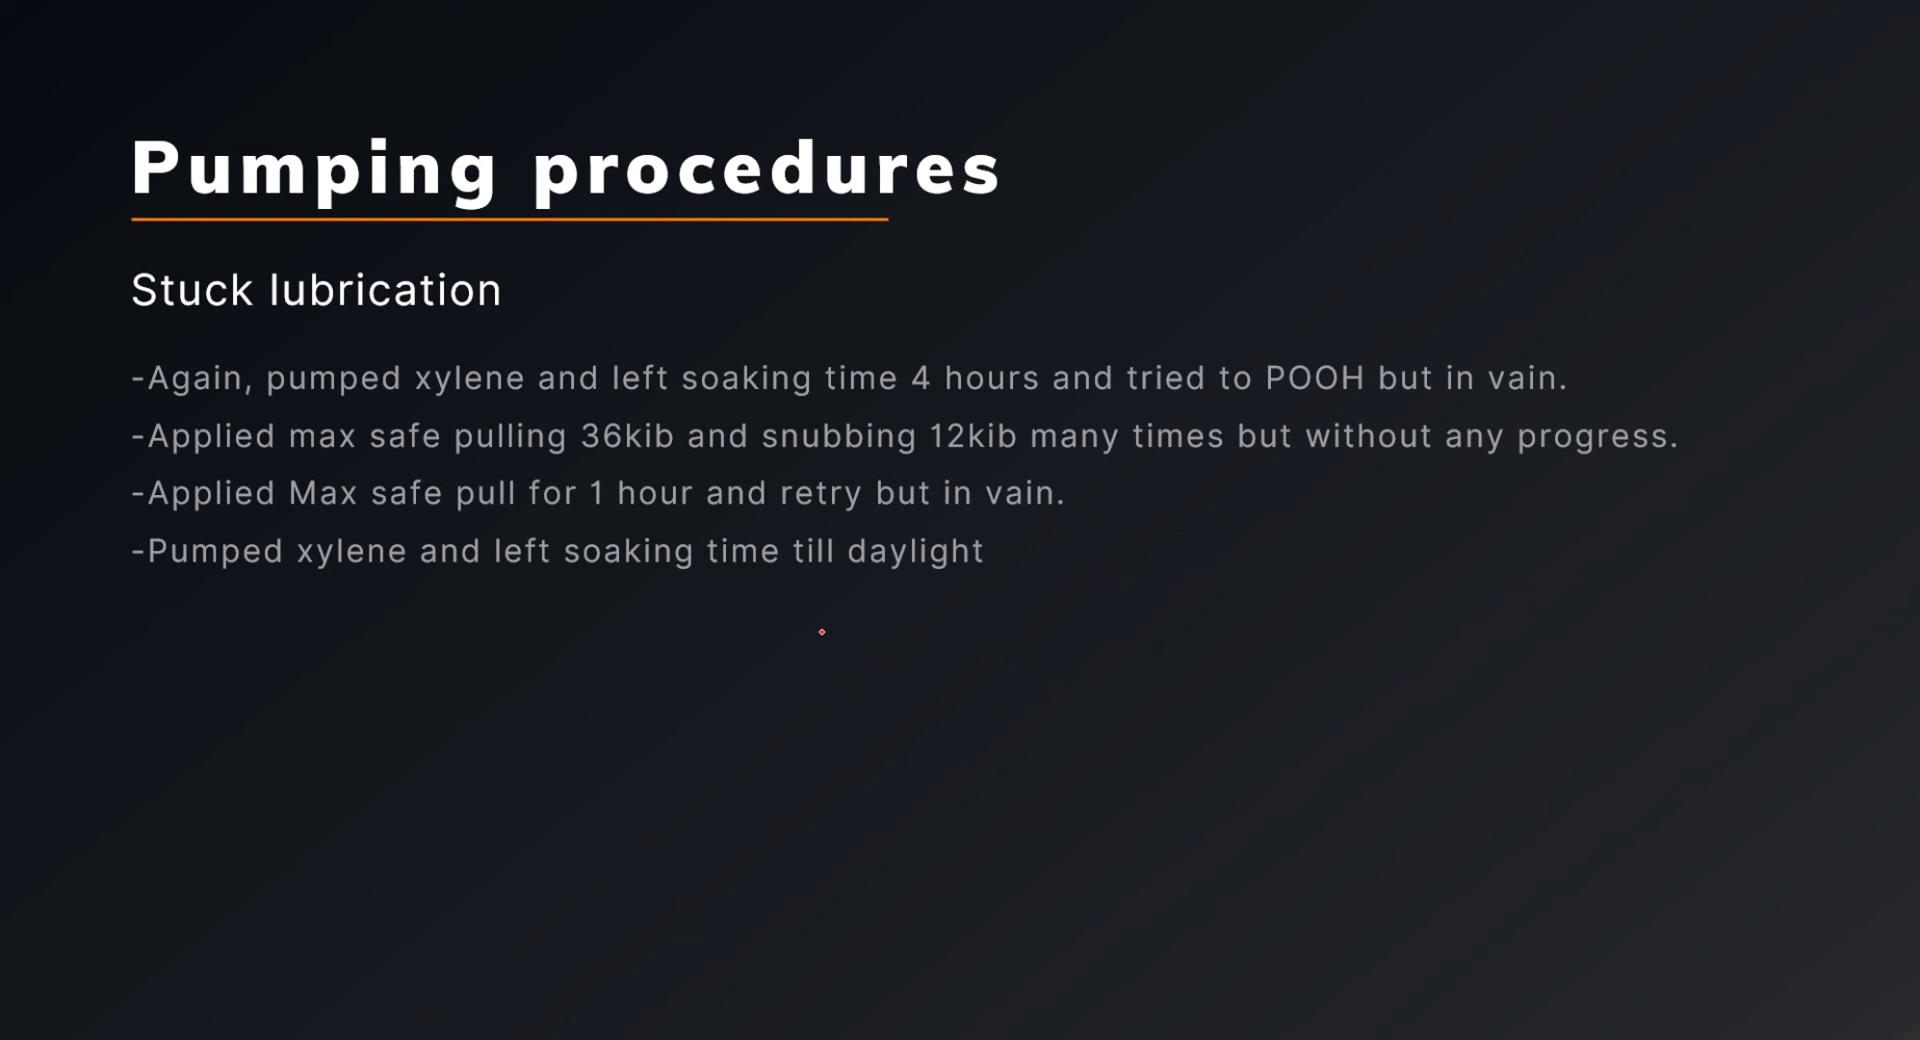 Pumping procedures
Stuck lubrication
-Again, pumped xylene and left soaking time 4 hours and tried to POOH but in vain.
-Applied max safe pulling 36kib and snubbing 12kib many times but without any progress.
-Applied Max safe pull for 1 hour and retry but in vain.
-Pumped xylene and left soaking time till daylight